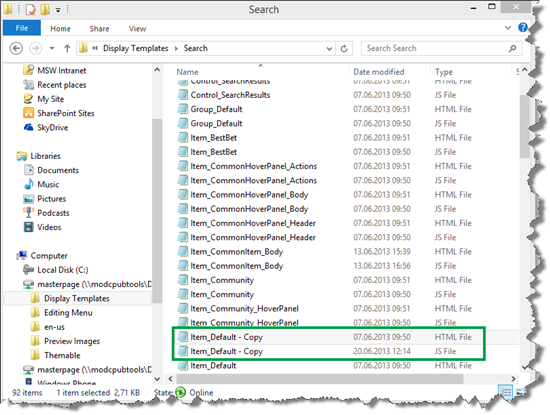 Search
File Home Share View
Display Templates Search Search Search
MSW Intranet
Recent places
My Site
SharePoint Sites
SkyDrive
Libraries
Documents
Music
Pictures
Podcasts
Videos
Computer
Local Disk (C:)
masterpage (\\modcpubtools\D
Display Templates
Editing Menu
en-us
Preview Images
Themable
masterpage (\\modcpubtools\D
Windows Phone
Name Date modified Type S
Control_SearchResults 07.06.2013 09:51 HTML File
Control_SearchResults 07.06.2013 09:50 JS File
Group_Default 07.06.2013 09:51 HTML File
Group_Default 07.06.2013 09:50 JS File
Item_BestBet 07.06.2013 09:51 HTML File
Item_BestBet 07.06.2013 09:50 JS File
Item_CommonHoverPanel_Actions 07.06.2013 09:51 HTML File
Item_CommonHoverPanel_Actions 07.06.2013 09:50 JS File
Item_CommonHoverPanel_Body 07.06.2013 09:51 HTML File
Item_CommonHoverPanel_Body 07.06.2013 09:50 JS File
Item_CommonHoverPanel_Header 07.06.2013 09:51 HTML File
Item_CommonHoverPanel_Header 07.06.2013 09:50 JS File
Item_CommonItem_Body 13.06.2013 15:39 HTML File
Item_CommonItem_Body 13.06.2013 16:56 JS File
Item_Community 07.06.2013 09:51 HTML File
Item_Community 07.06.2013 09:50 JS File
Item_Community_HoverPanel 07.06.2013 09:51 HTML File
Item_Community_HoverPanel 07.06.2013 09:50 JS File
Item_Default - Copy 07.06.2013 09:50 HTML File
Item_Default - Copy 20.06.2013 12:14 JS File
Item_Default 07.06.2013 09:50 HTML File
92 items 1 item selected 2,71 KB State: Online